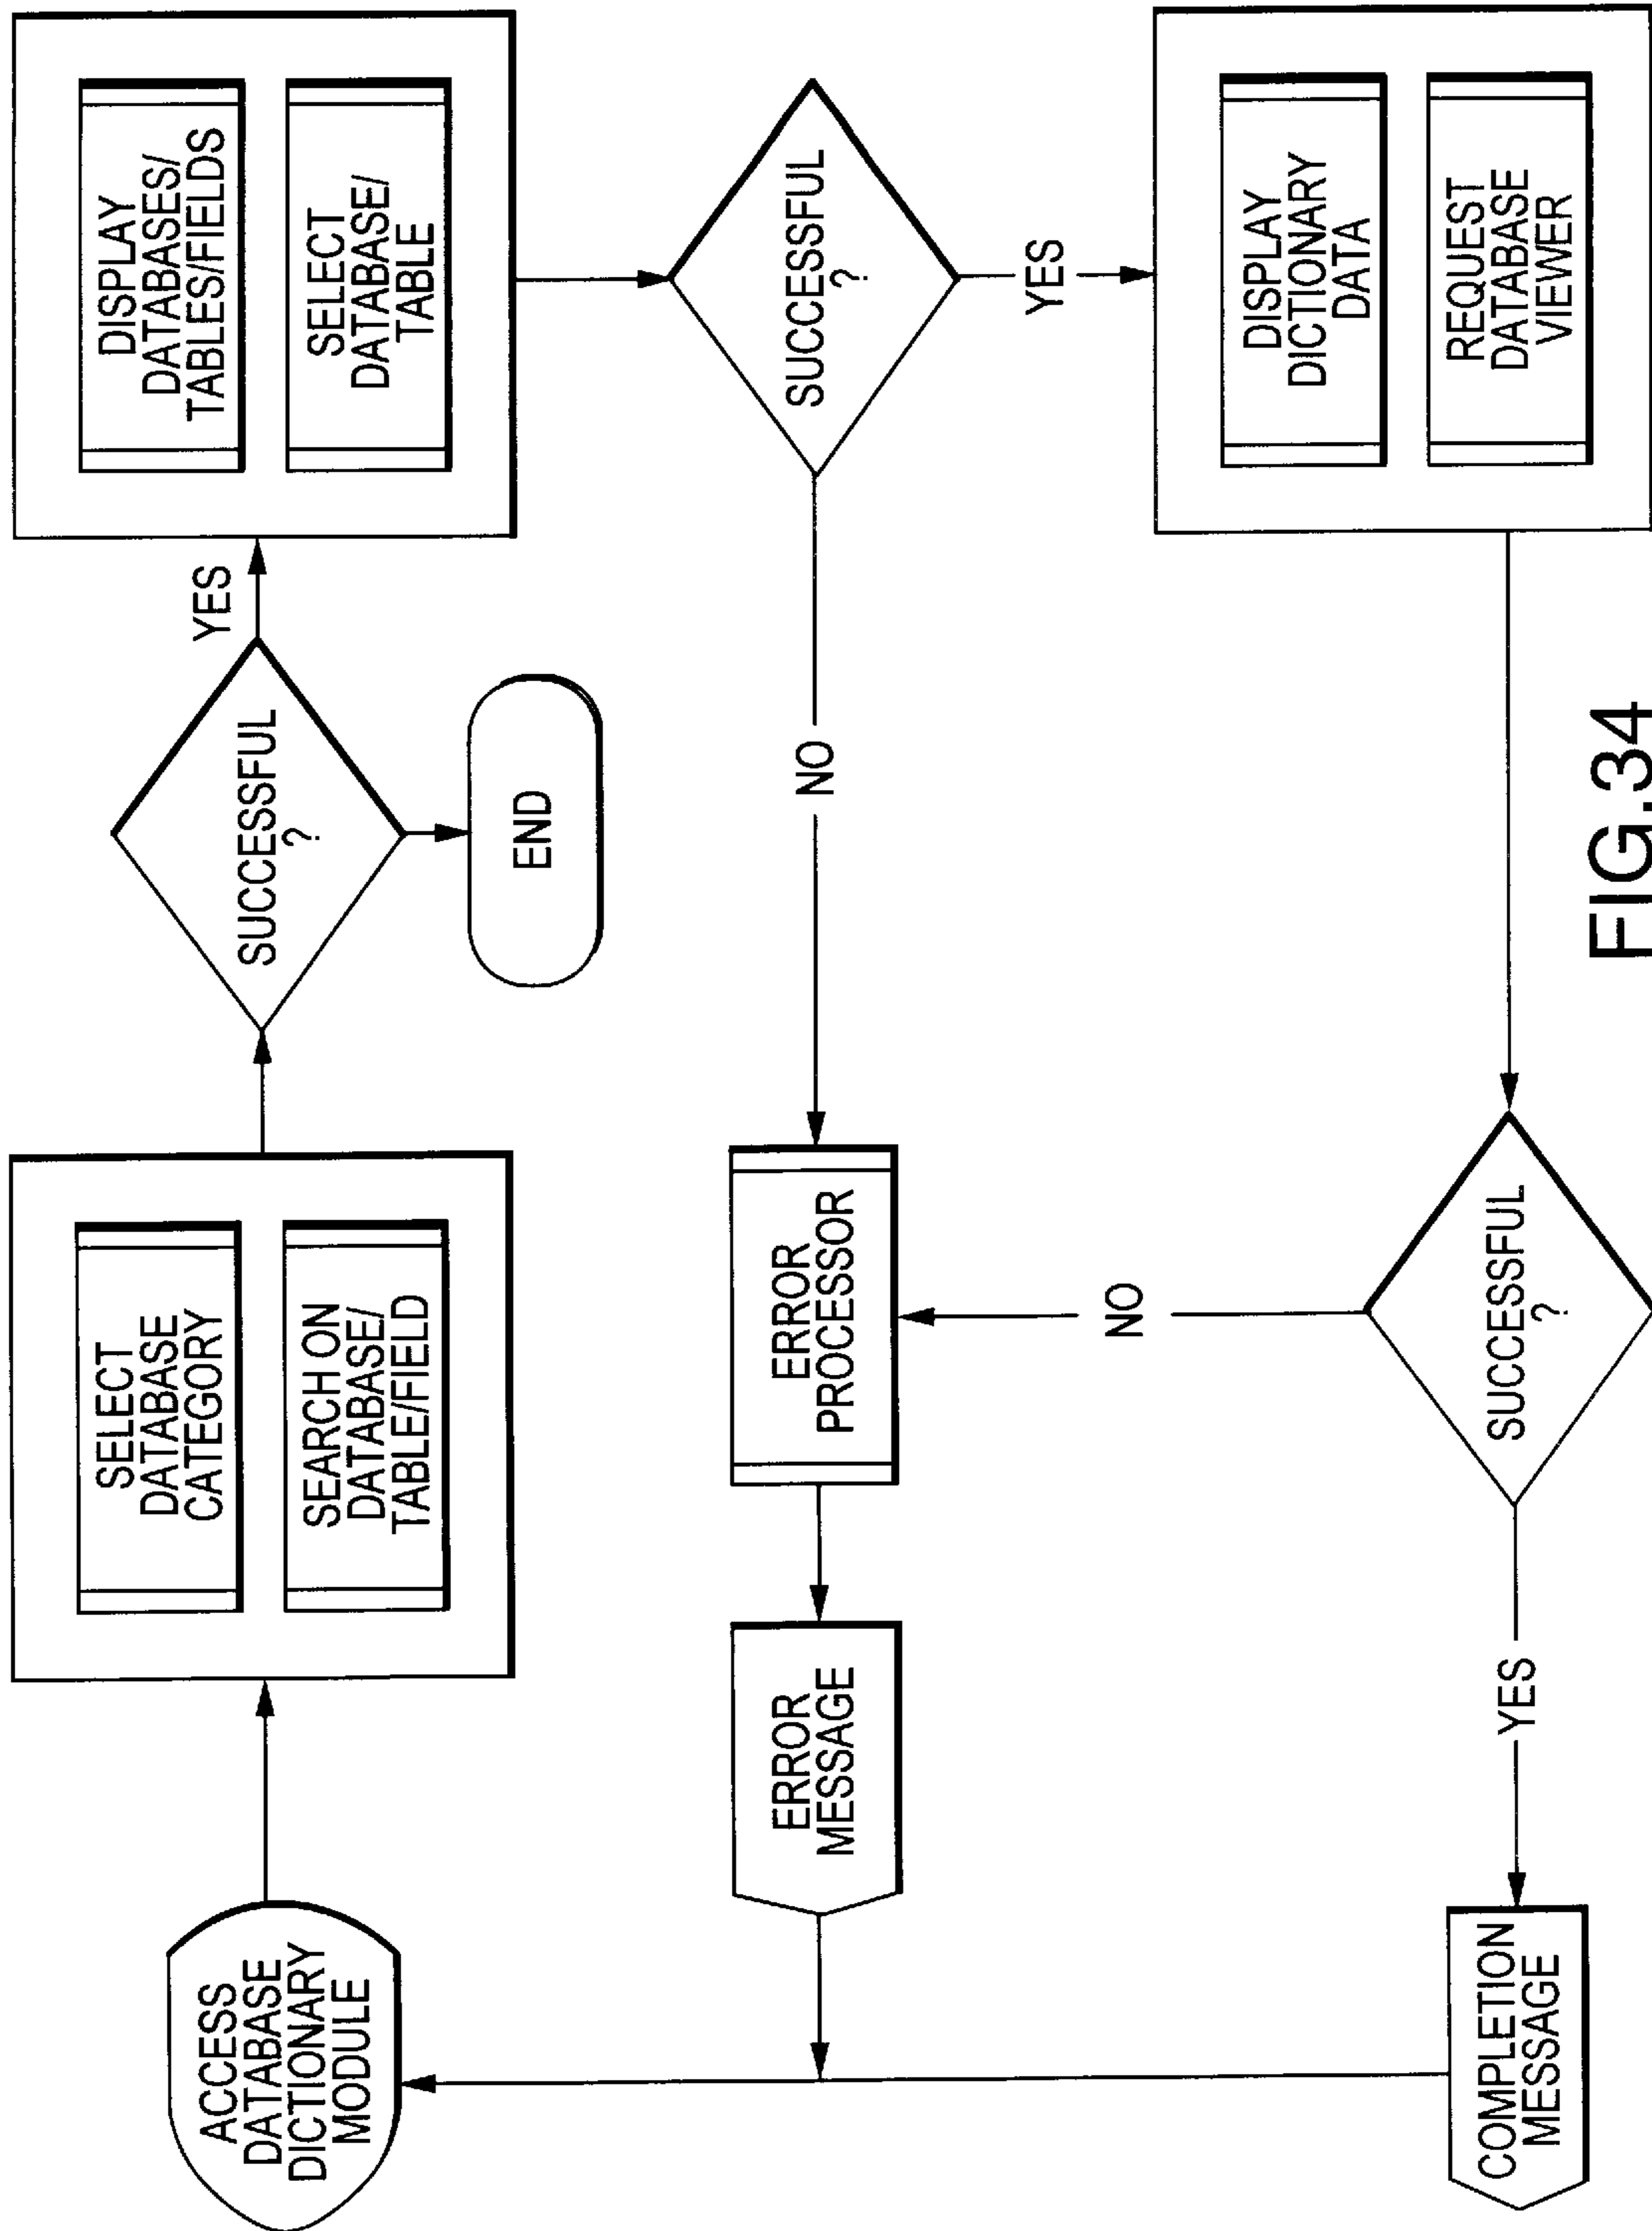 ACCESS
DATABASE
DICTIONARY
MODULE
SELECT
DATABASE
CATEGORY
SEARCH ON
DATABASE/
TABLE/FIELD
SUCCESSFUL
?
YES
END
DISPLAY
DATABASES/
TABLES/FIELDS
SELECT
DATABASE/
TABLE
SUCCESSFUL
?
NO
YES
ERROR
PROCESSOR
ERROR
MESSAGE
DISPLAY
DICTIONARY
DATA
REQUEST
DATABASE
VIEWER
SUCCESSFUL
?
NO
YES
COMPLETION
MESSAGE
FIG.34